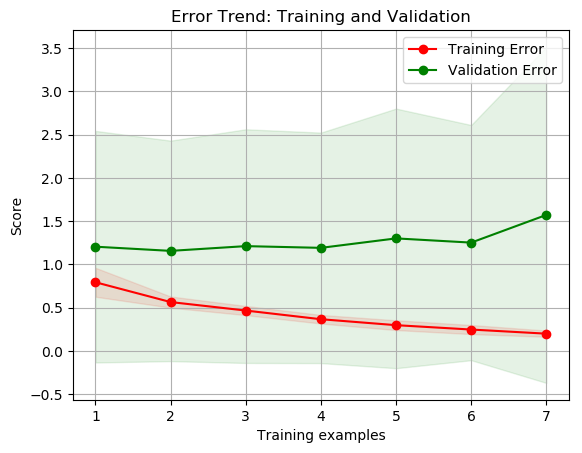 Error Trend: Training and Validation
Training Error
Validation Error
Score
3.5
3.0
2.5
2.0
1.5
1.0
0.5
0.0
−0.5
1 2 3 4 5 6 7
Training examples